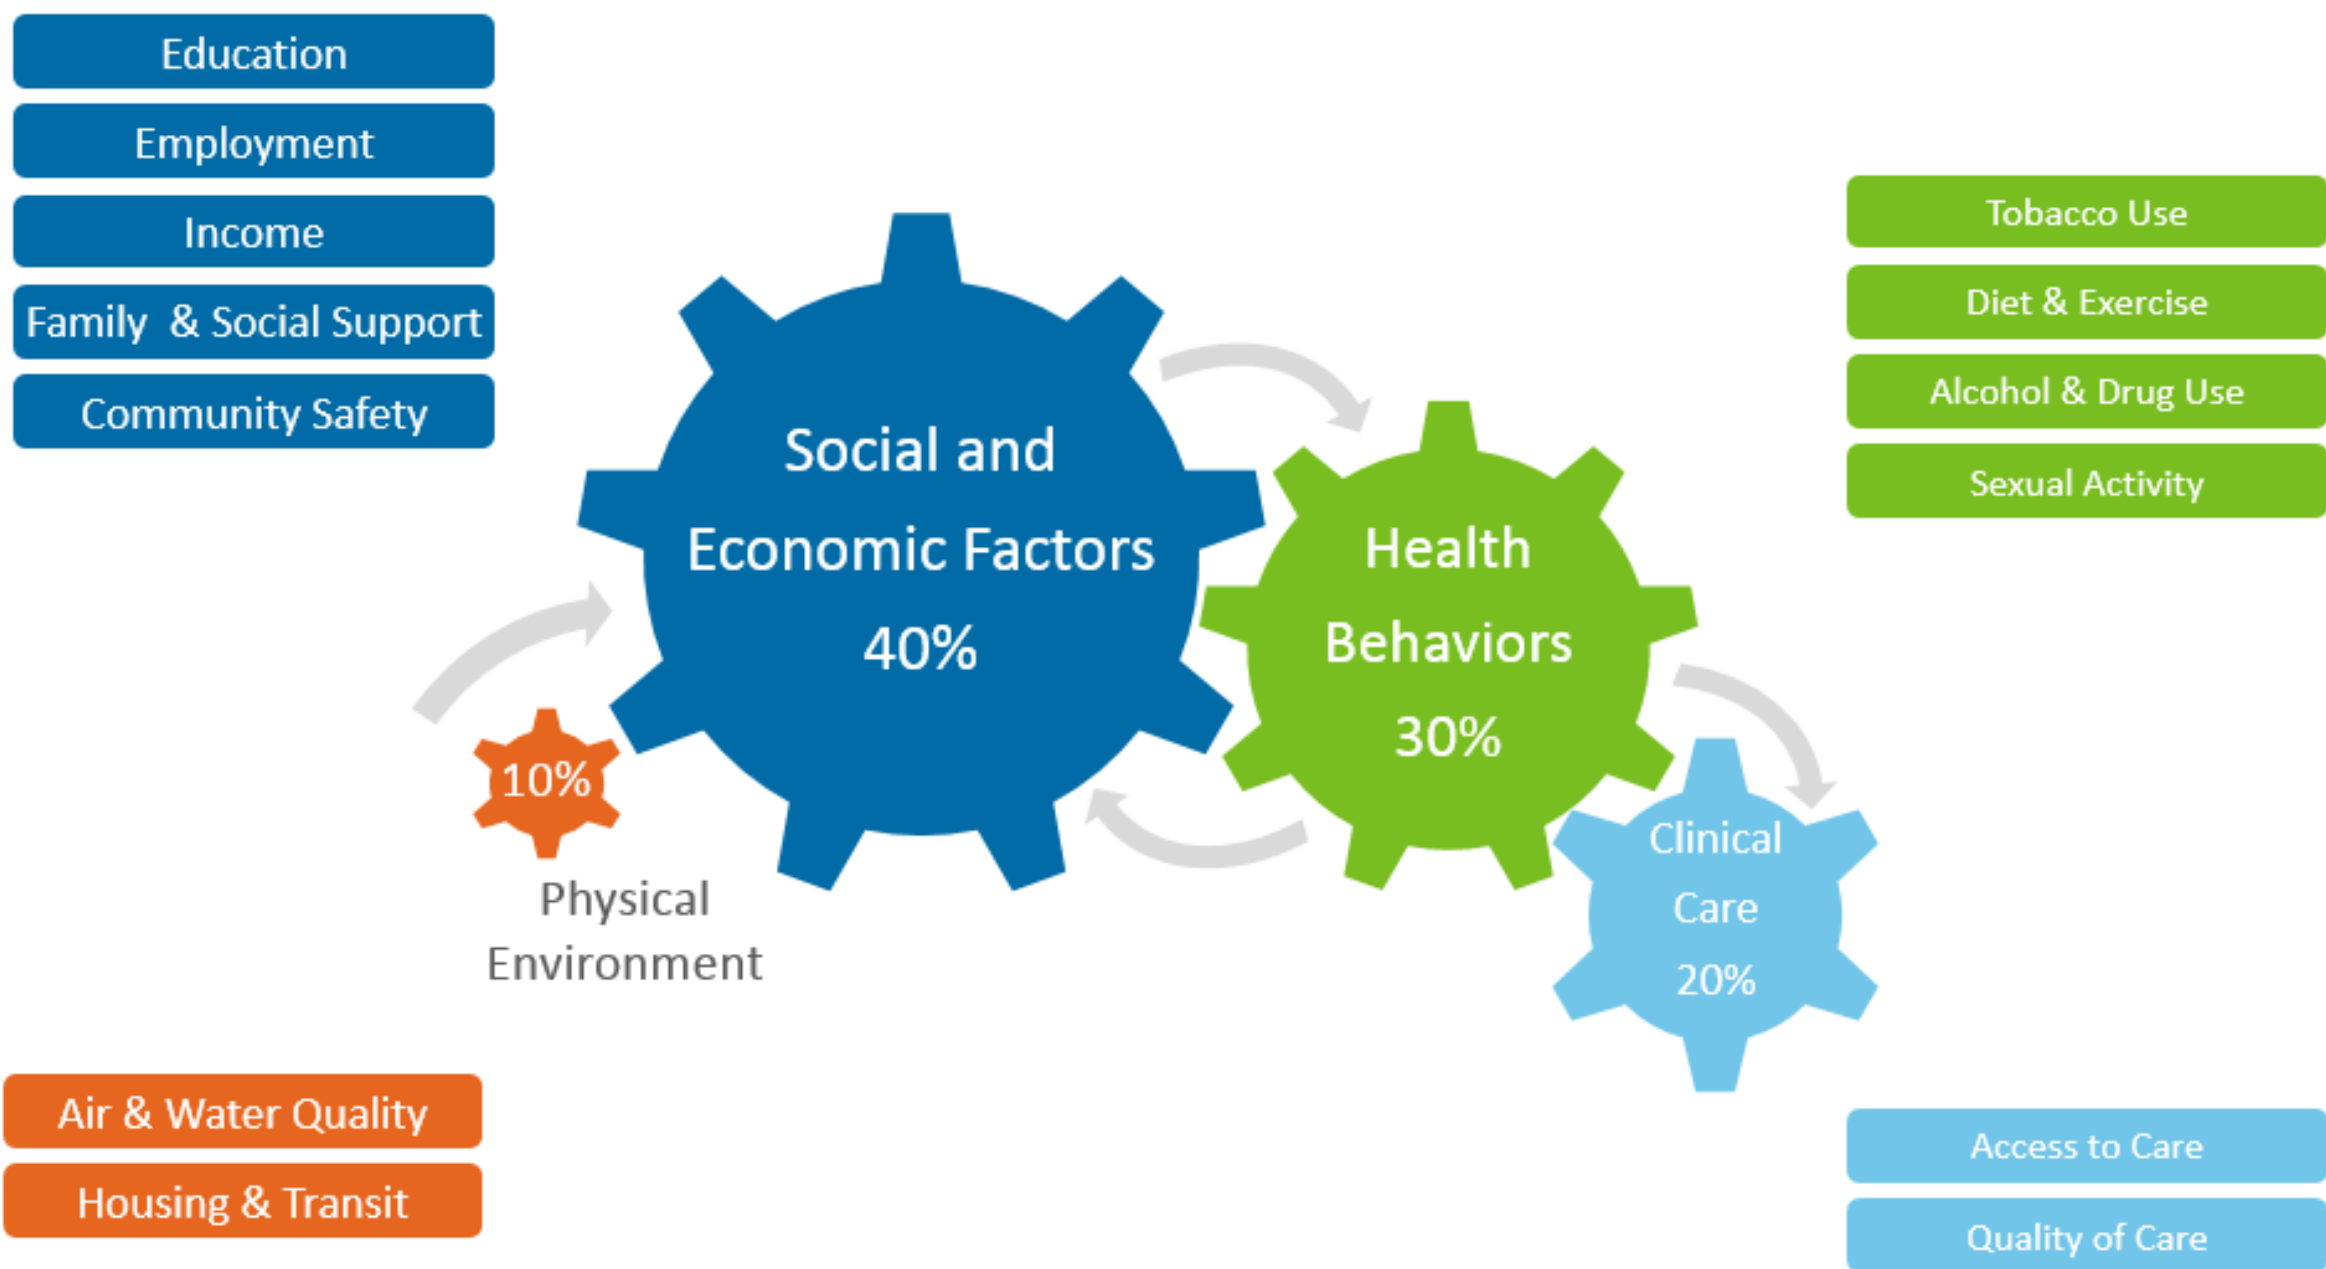 Education
Employment
Income
Family & Social Support
Community Safety
Tobacco Use
Diet & Exercise
Alcohol & Drug Use
Sexual Activity
Social and
Economic Factors
40%
Health
Behaviors
30%
10%
Physical
Environment
Clinical
Care
20%
Air & Water Quality
Housing & Transit
Access to Care
Quality of Care